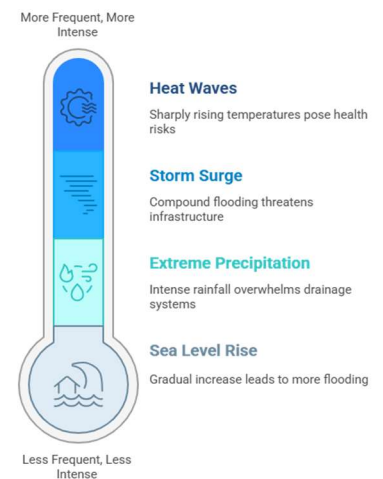 More Frequent, More
Intense
Heat Waves
Sharply rising temperatures pose health
risks
Storm Surge
Compound flooding threatens
infrastructure
Extreme Precipitation
Intense rainfall overwhelms drainage
systems
Sea Level Rise
Gradual increase leads to more flooding
Less Frequent, Less
Intense